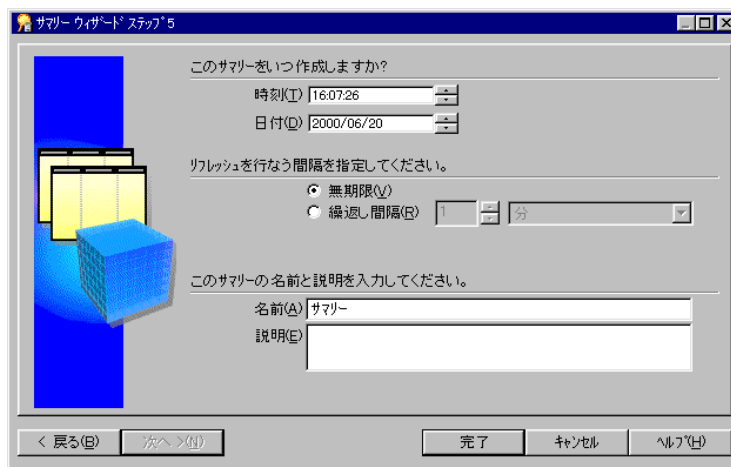 ｻﾏﾘｰ ｳｨｻﾞｰﾄﾞ ｽﾃｯﾌﾟ5
このｻﾏﾘｰをいつ作成しますか?
時刻(T) 16:07:26
日付(D) 2000/06/20
ﾘﾌﾚｯｼｭを行なう間隔を指定してください。
無期限(V)
繰返し間隔(R) 1 分
このｻﾏﾘｰの名前と説明を入力してください。
名前(A) ｻﾏﾘｰ
説明(E)
< 戻る(B) 次へ >(N) 完了 ｷｬﾝｾﾙ ﾍﾙﾌﾟ(H)